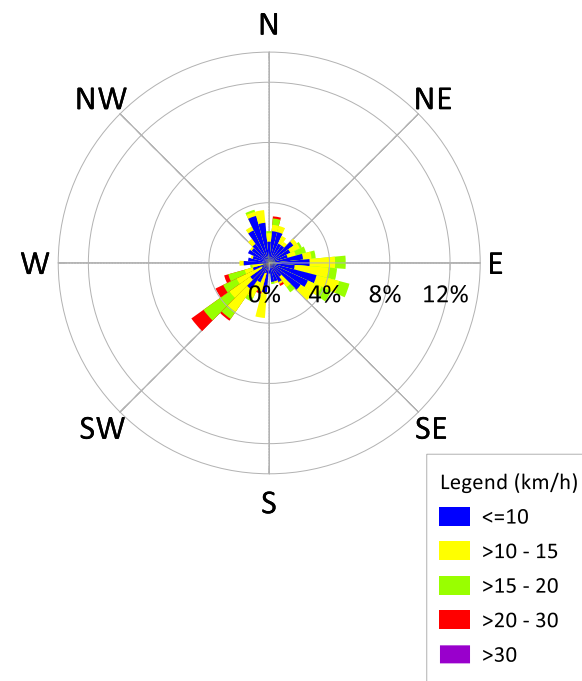 N
NW
NE
W
E
0%
4%
8%
12%
SW
SE
S
Legend (km/h)
<=10
>10 - 15
>15 - 20
>20 - 30
>30